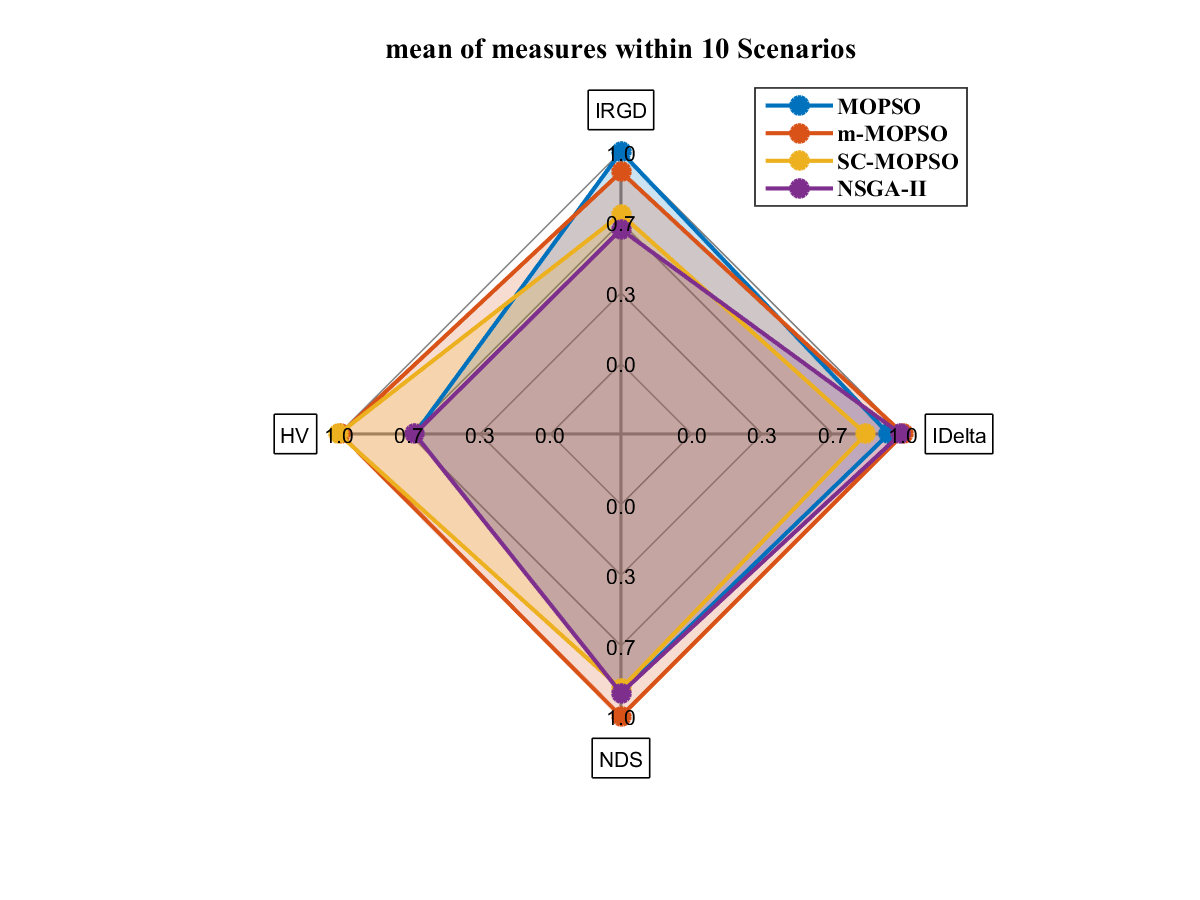 mean of measures within 10 Scenarios
IRGD
MOPSO
m-MOPSO
SC-MOPSO
NSGA-II
1.0
0.7
0.3
0.0
HV 1.0 0.7 0.3 0.0 0.0 0.3 0.7 1.0 IDelta
0.0
0.3
0.7
1.0
NDS